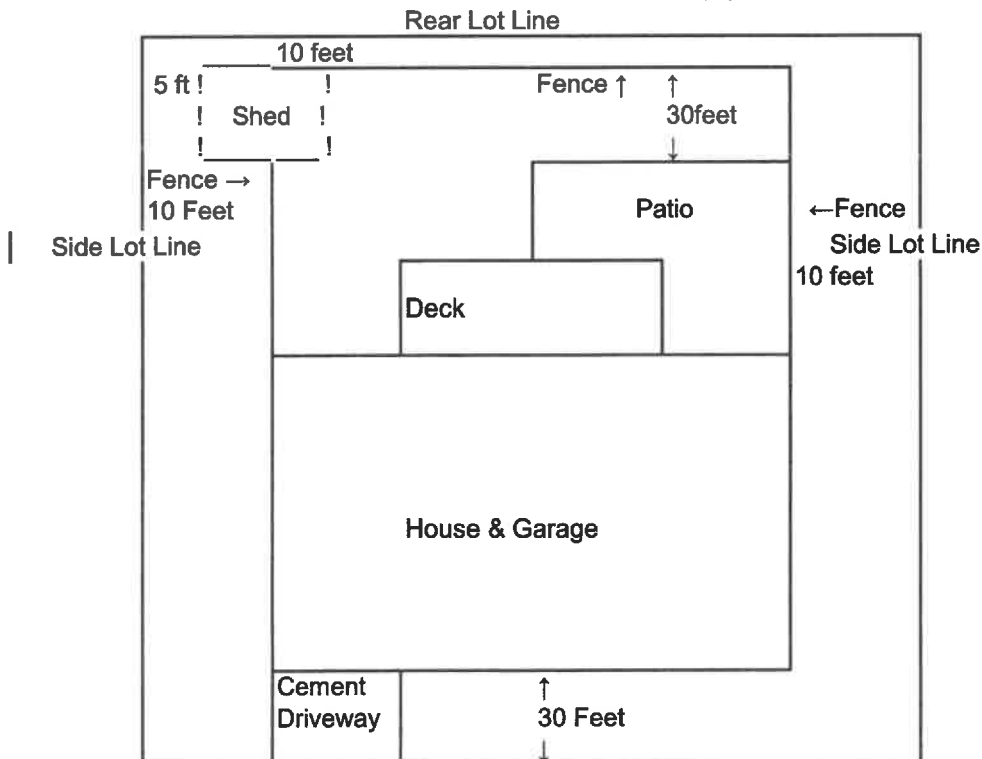 Rear Lot Line
10 feet
5 ft
Fence ↑
Shed
30feet
Fence →
10 Feet
Patio
←Fence
Side Lot Line
Side Lot Line
10 feet
Deck
House & Garage
Cement
Driveway
30 Feet